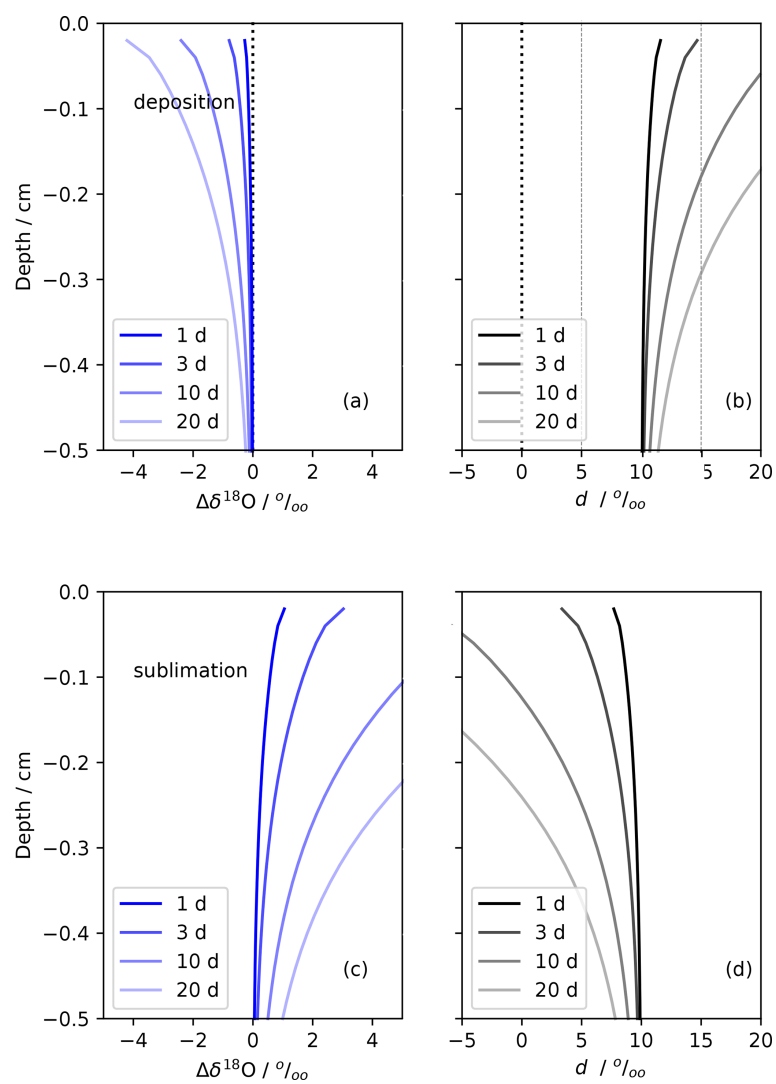 0.0
−0.1
−0.2
−0.3
−0.4
−0.5
Depth / cm
deposition
1 d
3 d
10 d
20 d
(a)
−4 −2 0 2 4
Δδ¹⁸O / ᵒ/ₒₒ
1 d
3 d
10 d
20 d
(b)
−5 0 5 10 5 20
d / ᵒ/ₒₒ
0.0
−0.1
−0.2
−0.3
−0.4
−0.5
Depth / cm
sublimation
1 d
3 d
10 d
20 d
(c)
−4 −2 0 2 4
Δδ¹⁸O / ᵒ/ₒₒ
1 d
3 d
10 d
20 d
(d)
−5 0 5 10 15 20
d / ᵒ/ₒₒ